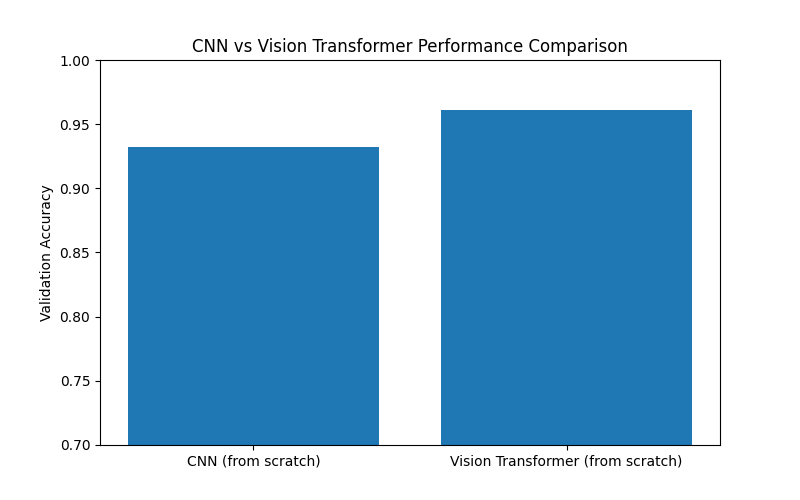 CNN vs Vision Transformer Performance Comparison
1.00
0.95
0.90
0.85
0.80
0.75
0.70
Validation Accuracy
CNN (from scratch)
Vision Transformer (from scratch)